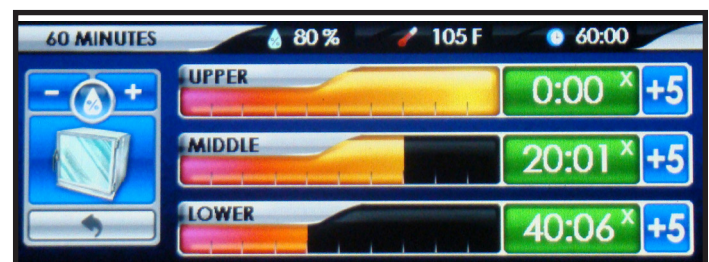 60 MINUTES 80 % 105 F 60:00
UPPER 0:00 X +5
- % +
MIDDLE 20:01 X +5
LOWER 40:06 X +5